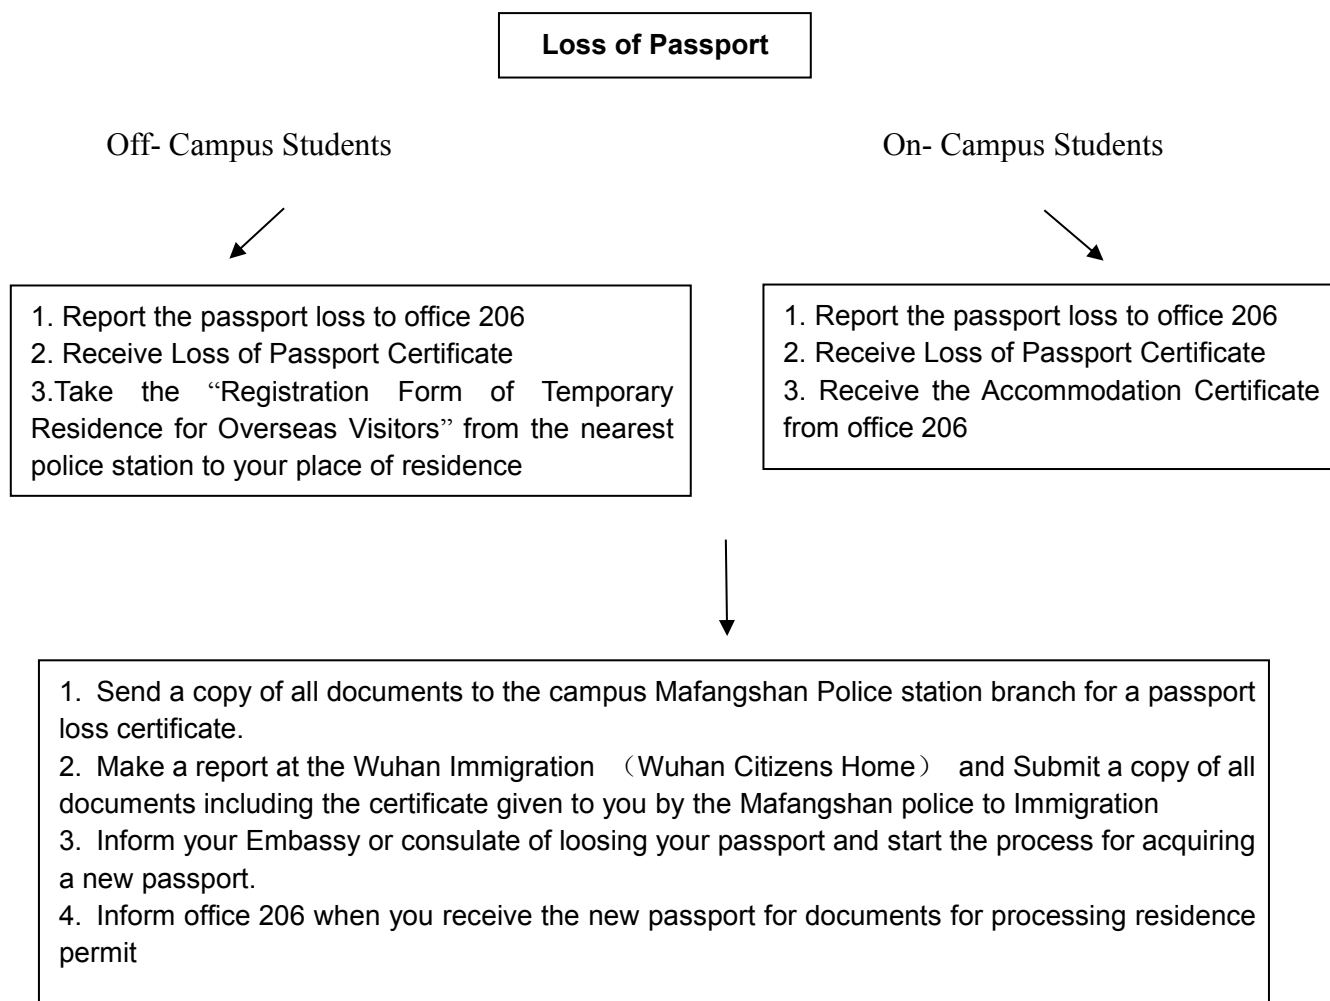 Loss of Passport
Off- Campus Students
On- Campus Students
1. Report the passport loss to office 206
2. Receive Loss of Passport Certificate
3.Take the “Registration Form of Temporary
Residence for Overseas Visitors” from the nearest
police station to your place of residence
1. Report the passport loss to office 206
2. Receive Loss of Passport Certificate
3. Receive the Accommodation Certificate
from office 206
1. Send a copy of all documents to the campus Mafangshan Police station branch for a passport
loss certificate.
2. Make a report at the Wuhan Immigration （Wuhan Citizens Home） and Submit a copy of all
documents including the certificate given to you by the Mafangshan police to Immigration
3. Inform your Embassy or consulate of loosing your passport and start the process for acquiring
a new passport.
4. Inform office 206 when you receive the new passport for documents for processing residence
permit